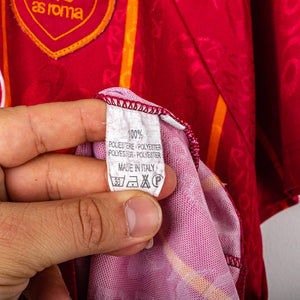 as roma
100%
POLIESTERE - POLYESTER
POLYESTER - POLYESTER
MADE IN ITALY